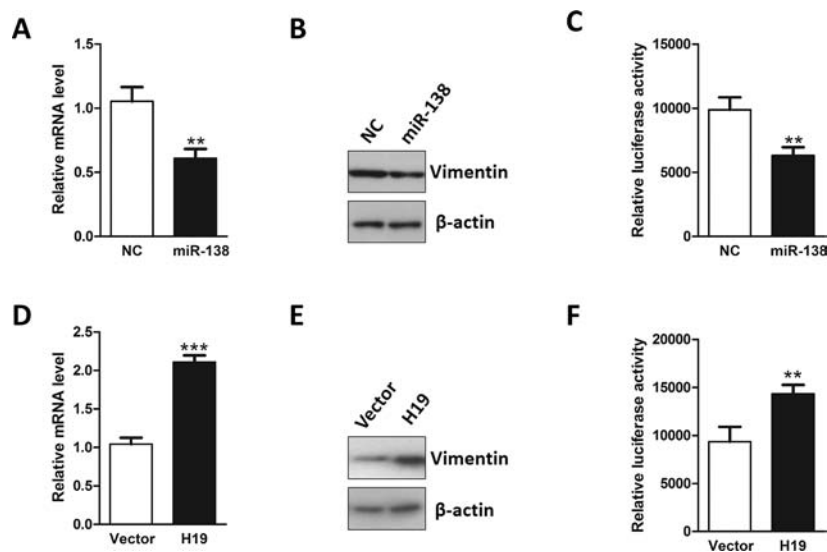 A
Relative mRNA level
1.5
1.0
0.5
0.0
**
NC miR-138
B
NC miR-138
Vimentin
β-actin
C
Relative luciferase activity
15000
10000
5000
0
**
NC miR-138
D
Relative mRNA level
2.5
2.0
1.5
1.0
0.5
0.0
***
Vector H19
E
Vector H19
Vimentin
β-actin
F
Relative luciferase activity
20000
15000
10000
5000
0
**
Vector H19